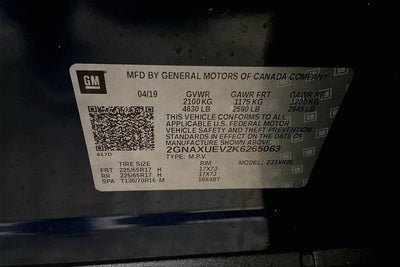 GM
MFD BY GENERAL MOTORS OF CANADA COMPANY
04/19 GVWR GAWR FRT GAWR RR
2100 KG 1175 KG 1200 KG
4630 LB 2590 LB 2645 LB
THIS VEHICLE CONFORMS TO ALL APPLICABLE
U.S. FEDERAL MOTOR VEHICLE
SAFETY
THEFT PREVENTION
STANDARDS IN EFFECT ON THE DATE OF
MANUFACTURE SHOWN ABOVE.
2GNAXUEV2K6265063
TYPE: M.P.V. MODEL:
TIRE SIZE RIM
FRT 225/65R17 H 17X7J
RR 225/65R17 H 17X7J
SPA T135/70R16 M 16X4BT